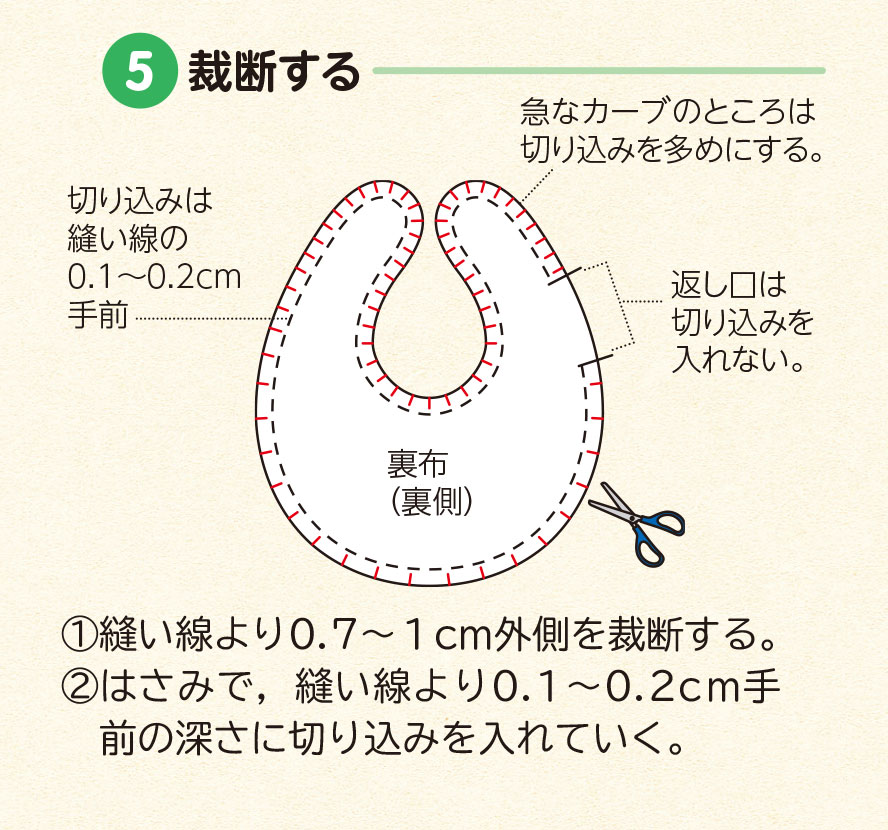 5 裁断する
急なカーブのところは
切り込みを多めにする。
切り込みは
縫い線の
0.1〜0.2cm
手前
返し口は
切り込みを
入れない。
裏布
（裏側）
①縫い線より0.7〜１cm外側を裁断する。
②はさみで，縫い線より0.1〜0.2cm手
前の深さに切り込みを入れていく。